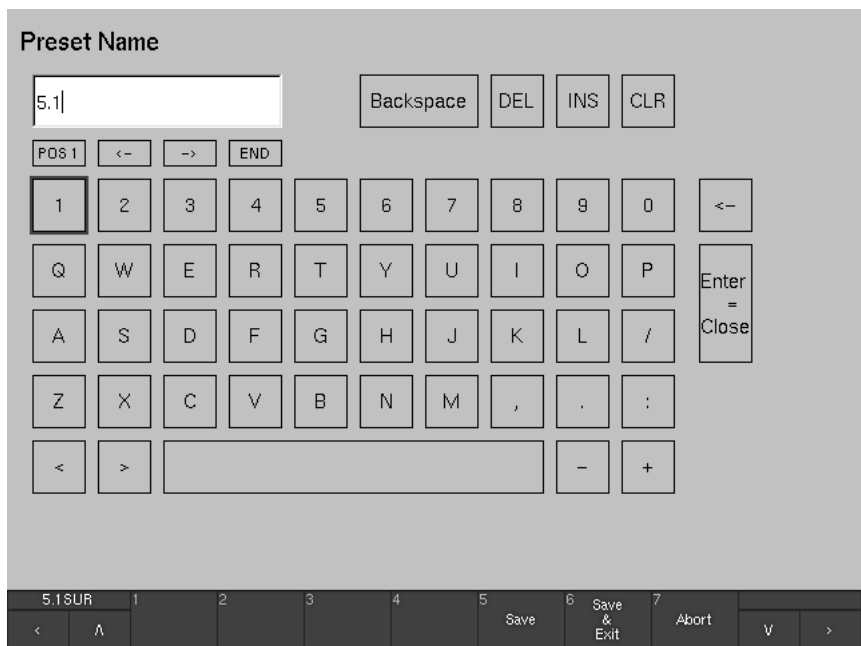 Preset Name
5.1 Backspace DEL INS CLR
POS 1 <- -> END
1 2 3 4 5 6 7 8 9 0 <-
Q W E R T Y U I O P Enter
=
Close
A S D F G H J K L /
Z X C V B N M , . :
< > - +
5.1SUR 1 2 3 4 5 Save 6 Save & Exit 7 Abort
< Λ V >